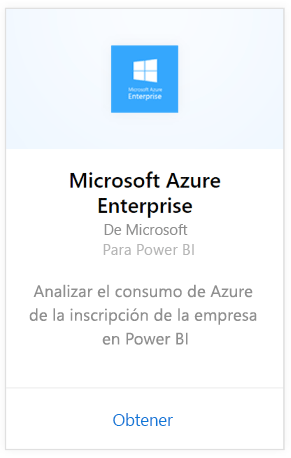 Microsoft Azure
Enterprise
Microsoft Azure
Enterprise
De Microsoft
Para Power BI
Analizar el consumo de Azure
de la inscripción de la empresa
en Power BI
Obtener